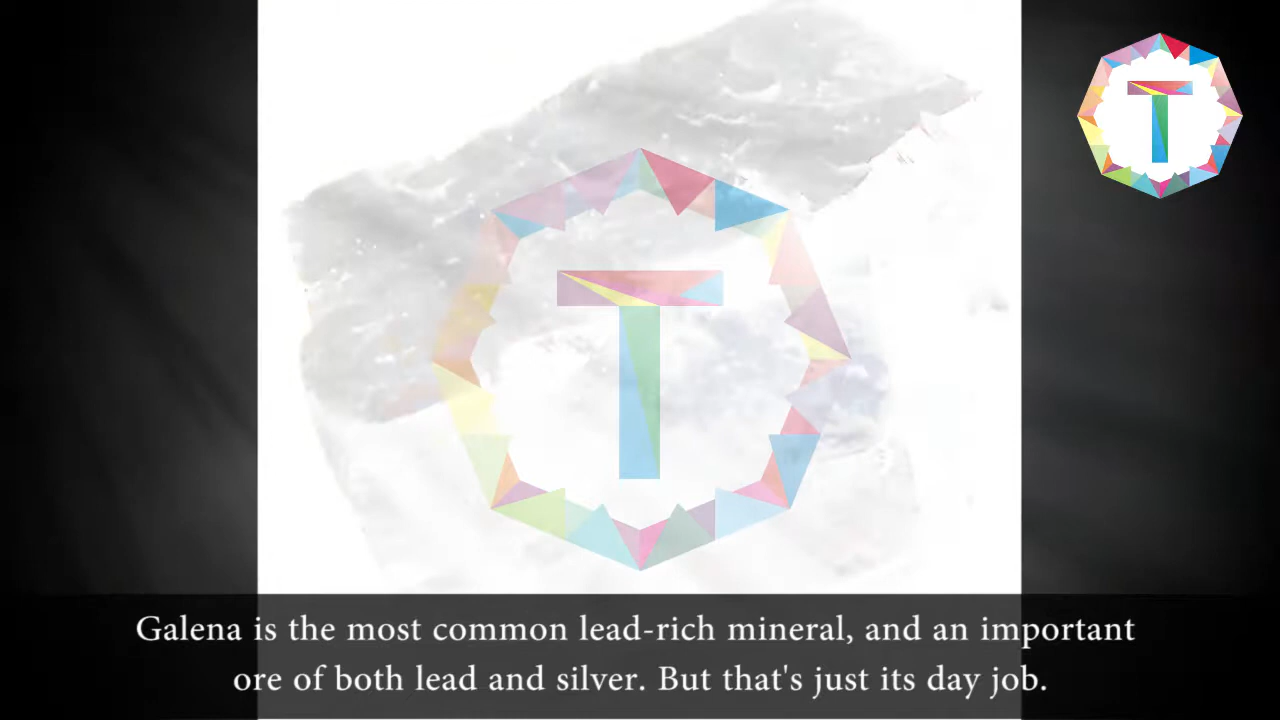 T
T
Galena is the most common lead-rich mineral, and an important
ore of both lead and silver. But that's just its day job.